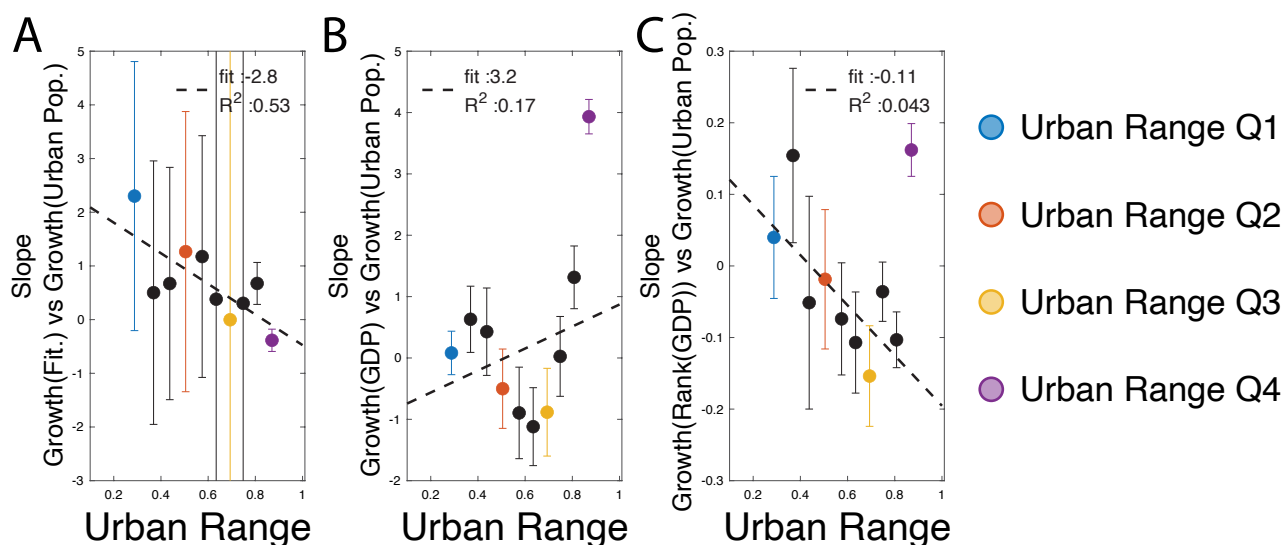 A
Slope
Growth(Fit.) vs Growth(Urban Pop.)
5
4
3
2
1
0
-1
-2
-3
fit :-2.8
R2 :0.53
0.2 0.4 0.6 0.8 1
Urban Range
B
Slope
Growth(GDP) vs Growth(Urban Pop.)
5
4
3
2
1
0
-1
-2
fit :3.2
R2 :0.17
0.2 0.4 0.6 0.8 1
Urban Range
C
Slope
Growth(Rank(GDP)) vs Growth(Urban Pop.)
0.3
0.2
0.1
0
-0.1
-0.2
-0.3
fit :-0.11
R2 :0.043
0.2 0.4 0.6 0.8 1
Urban Range
Urban Range Q1
Urban Range Q2
Urban Range Q3
Urban Range Q4